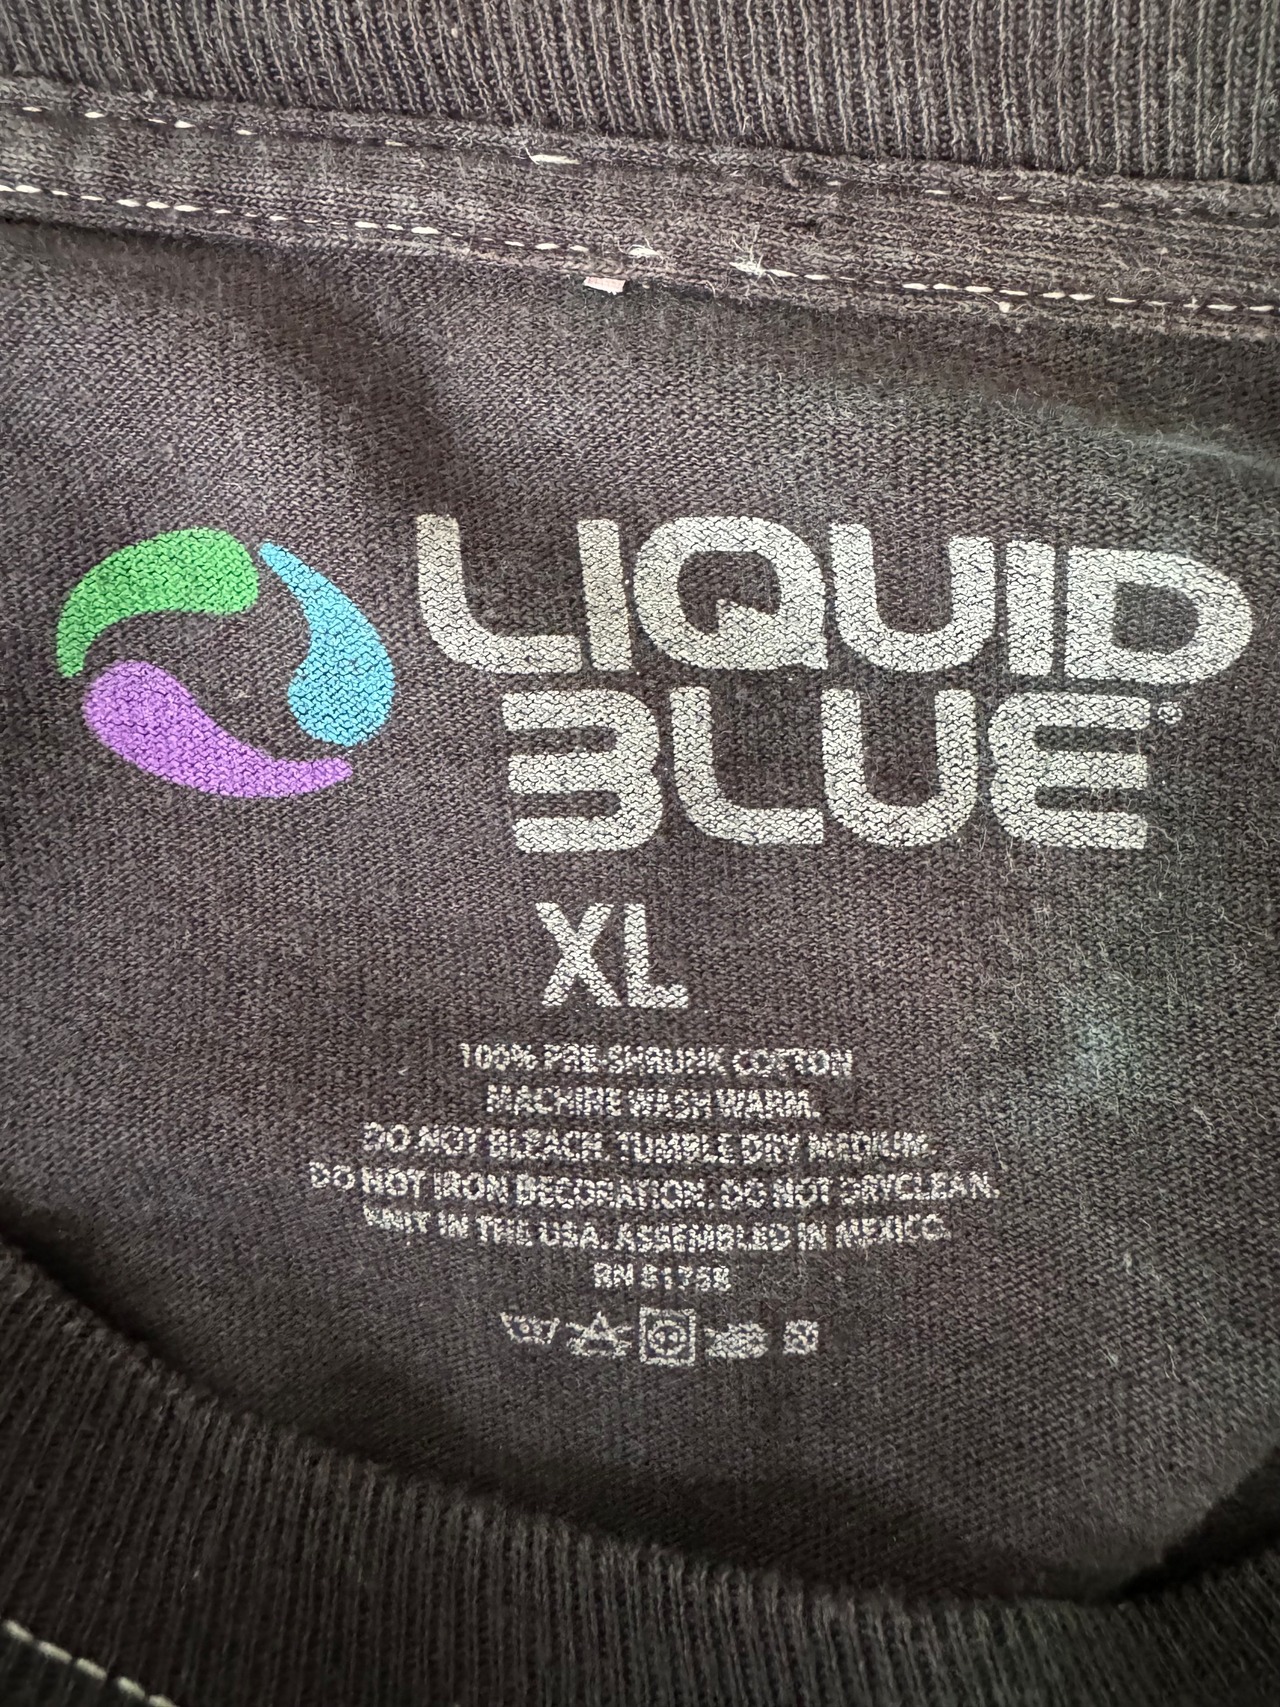 LIQUID
BLUE®
XL
100% PRE-SHRUNK COTTON
MACHINE WASH WARM.
DO NOT BLEACH. TUMBLE DRY MEDIUM.
DO NOT IRON DECORATION. DO NOT DRYCLEAN.
KNIT IN THE USA. ASSEMBLED IN MEXICO.
RN